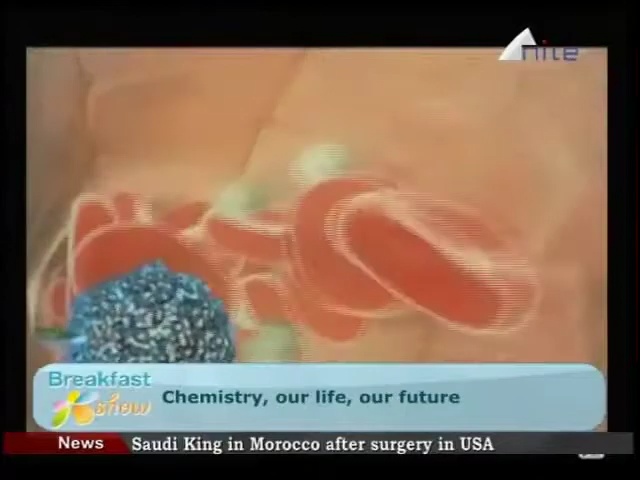 nile
Breakfast
show
Chemistry, our life, our future
News
Saudi King in Morocco after surgery in USA